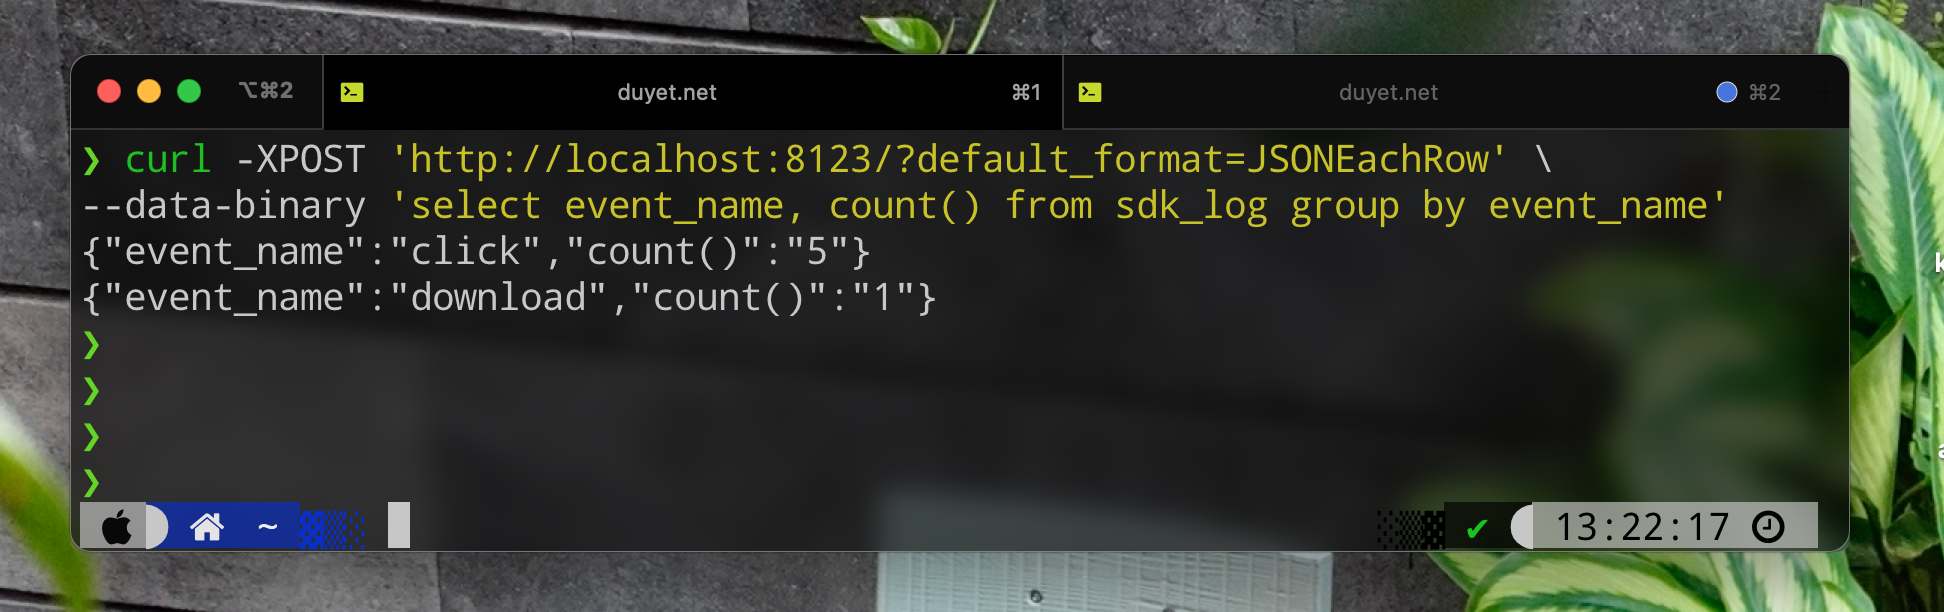 ⌥⌘2
duyet.net ⌘1
duyet.net ⌘2
❯ curl -XPOST 'http://localhost:8123/?default_format=JSONEachRow' \
--data-binary 'select event_name, count() from sdk_log group by event_name'
{"event_name":"click","count()":"5"}
{"event_name":"download","count()":"1"}
❯
❯
❯
❯
~ ✔ 13:22:17